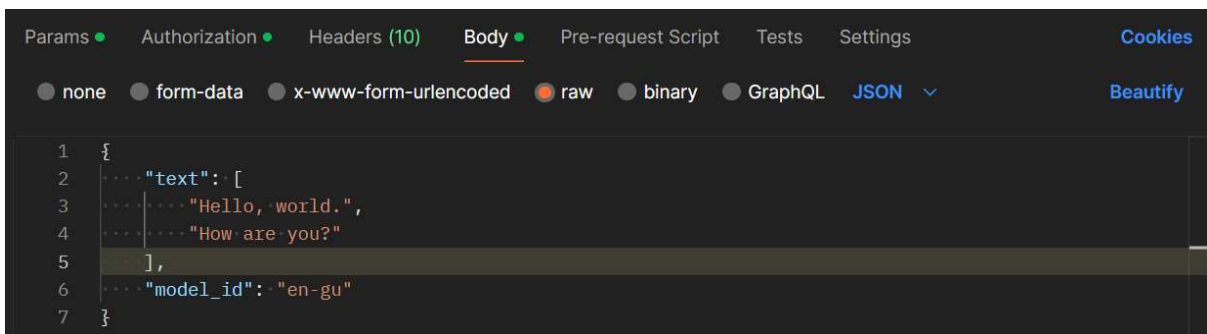 Params Authorization Headers (10) Body Pre-request Script Tests Settings Cookies
none form-data x-www-form-urlencoded raw binary GraphQL JSON Beautify
1 {
2 "text": [
3 "Hello, world.",
4 "How are you?"
5 ],
6 "model_id": "en-gu"
7 }